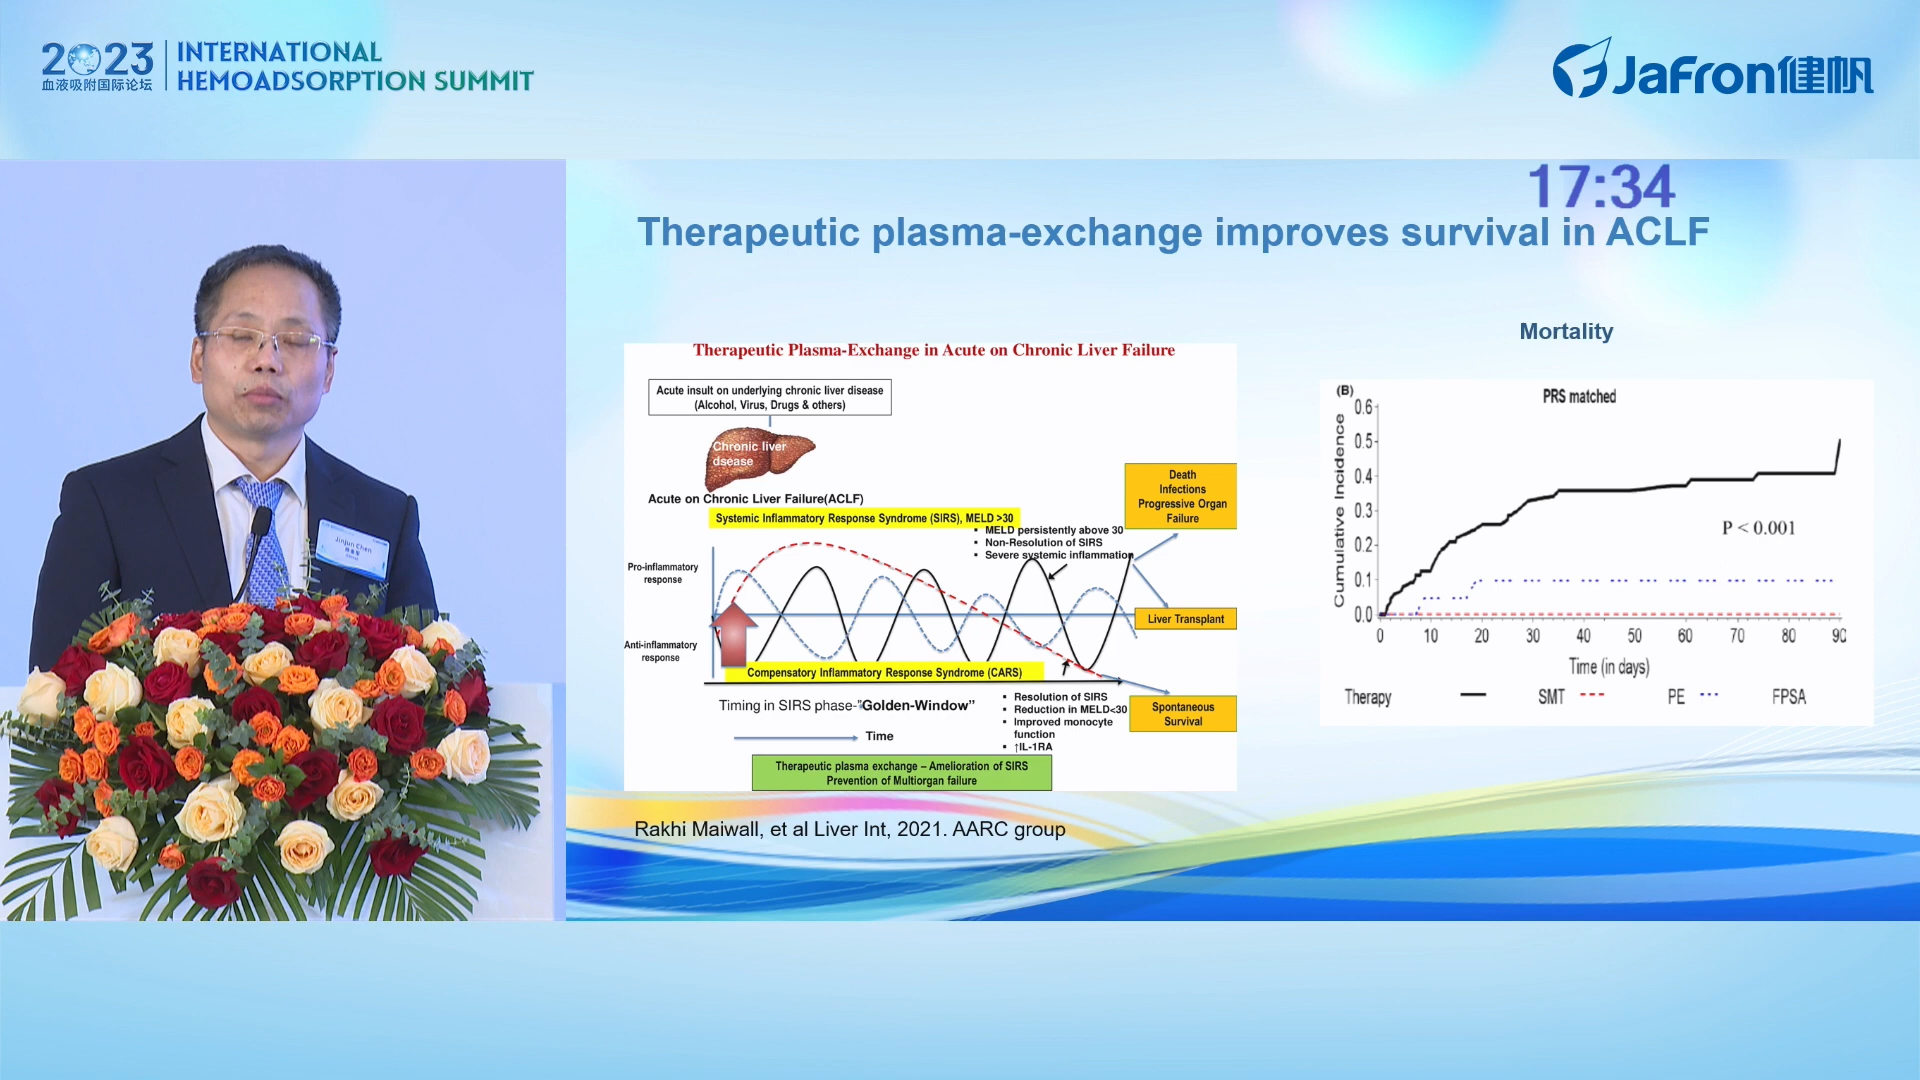 2023
血液吸附国际论坛
INTERNATIONAL
HEMOADSORPTION SUMMIT
Jafron健帆
17:34
Therapeutic plasma-exchange improves survival in ACLF
Jinjun Chen
Therapeutic Plasma-Exchange in Acute on Chronic Liver Failure
Acute insult on underlying chronic liver disease
(Alcohol, Virus, Drugs & others)
Chronic liver
dsease
Acute on Chronic Liver Failure(ACLF)
Systemic Inflammatory Response Syndrome (SIRS), MELD >30
▪ MELD persistently above 30
▪ Non-Resolution of SIRS
▪ Severe systemic inflammation
Death
Infections
Progressive Organ
Failure
Pro-inflammatory
response
Liver Transplant
Anti-inflammatory
response
Compensatory Inflammatory Response Syndrome (CARS)
Timing in SIRS phase-"Golden-Window"
Time
▪ Resolution of SIRS
▪ Reduction in MELD<30
▪ Improved monocyte
function
▪ ↑IL-1RA
Spontaneous
Survival
Therapeutic plasma exchange – Amelioration of SIRS
Prevention of Multiorgan failure
Rakhi Maiwall, et al Liver Int, 2021. AARC group
Mortality
(B)
PRS matched
Cumulative Incidence
0.6
0.5
0.4
0.3
0.2
0.1
0.0
P < 0.001
0 10 20 30 40 50 60 70 80 90
Time (in days)
Therapy SMT PE FPSA